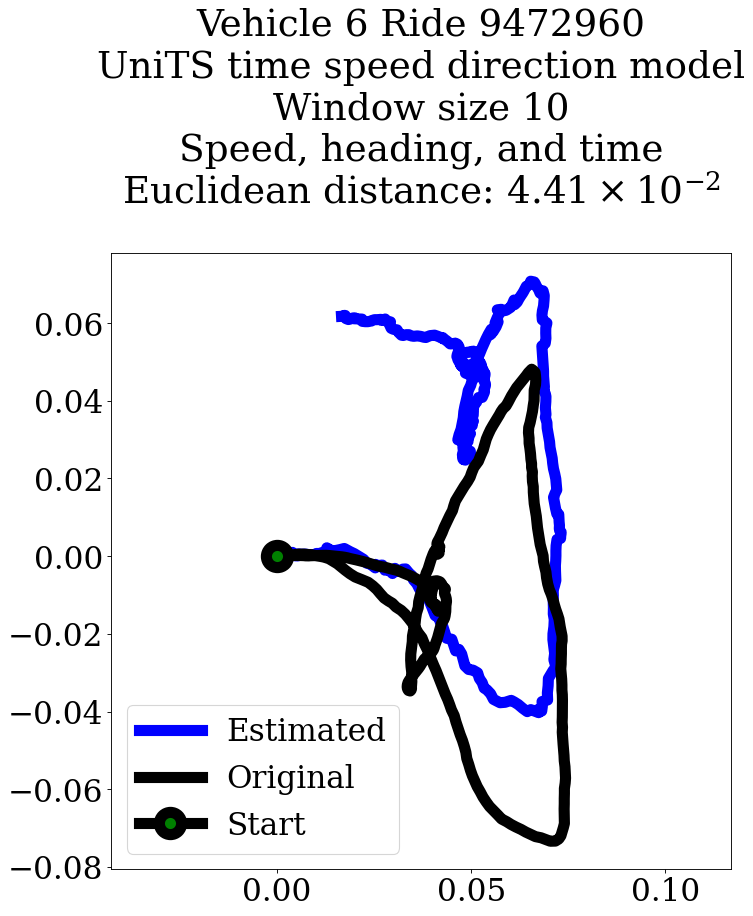 Vehicle 6 Ride 9472960
UniTS time speed direction model
Window size 10
Speed, heading, and time
Euclidean distance: 4.41 × 10⁻²
0.06
0.04
0.02
0.00
−0.02
−0.04
−0.06
−0.08
Estimated
Original
Start
0.00 0.05 0.10